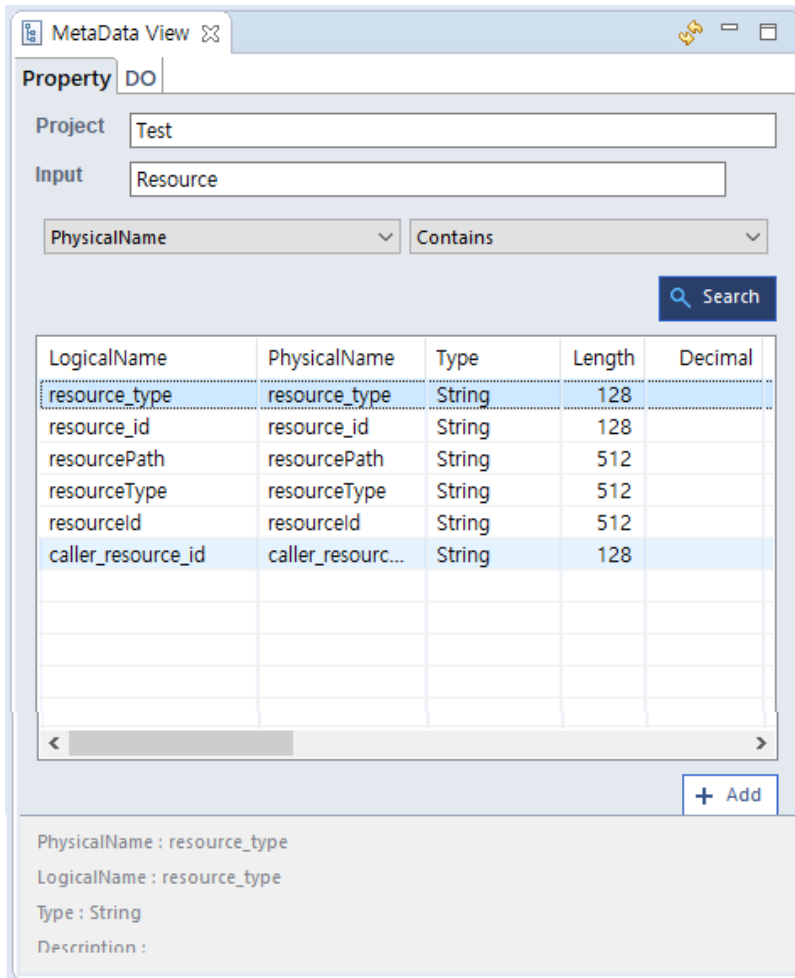 MetaData View
Property DO
Project Test
Input Resource
PhysicalName Contains
Search
LogicalName PhysicalName Type Length Decimal
resource_type resource_type String 128
resource_id resource_id String 128
resourcePath resourcePath String 512
resourceType resourceType String 512
resourceId resourceId String 512
caller_resource_id caller_resourc... String 128
+ Add
PhysicalName : resource_type
LogicalName : resource_type
Type : String
Description :